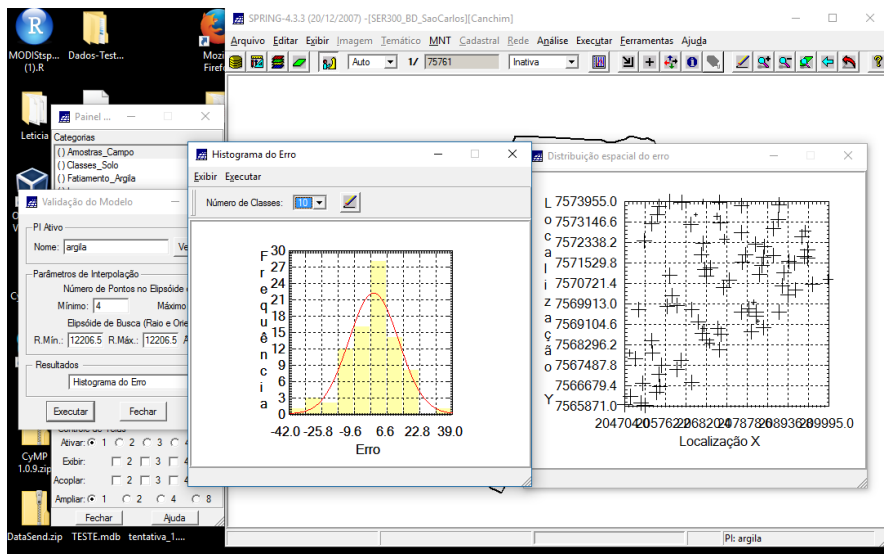 MODIStsp...
(1).R
Dados-Test...
Mozi
Firef
Leticia
CyMP
1.0.9.zip
DataSend.zip
TESTE.mdb
tentativa_1....
SPRING-4.3.3 (20/12/2007) -[SER300_BD_SaoCarlos][Canchim]
Arquivo Editar Exibir Imagem Temático MNT Cadastral Rede Análise Executar Ferramentas Ajuda
Auto 1/ 75761 Inativa
Painel ...
Categorias
( ) Amostras_Campo
( ) Classes_Solo
( ) Fatiamento_Argila
Validação do Modelo
PI Ativo
Nome: argila
Ve
Parâmetros de Interpolação
Número de Pontos no Elipsóide
Mínimo: 4 Máximo
Elipsóide de Busca (Raio e Orie
R.Mín.: 12206.5 R.Máx.: 12206.5 A
Resultados
Histograma do Erro
Executar Fechar
Ativar: 1 2 3 4
Exibir: 2 3 4
Acoplar: 2 3 4
Ampliar: 1 2 4 8
Fechar Ajuda
Histograma do Erro
Exibir Executar
Número de Classes: 10
Frequência
30
27
24
21
18
15
12
9
6
3
0
-42.0 -25.8 -9.6 6.6 22.8 39.0
Erro
Distribuição espacial do erro
Localização Y
7573955.0
7573146.6
7572338.2
7571529.8
7570721.4
7569913.0
7569104.6
7568296.2
7567487.8
7566679.4
7565871.0
Localização X
PI: argila